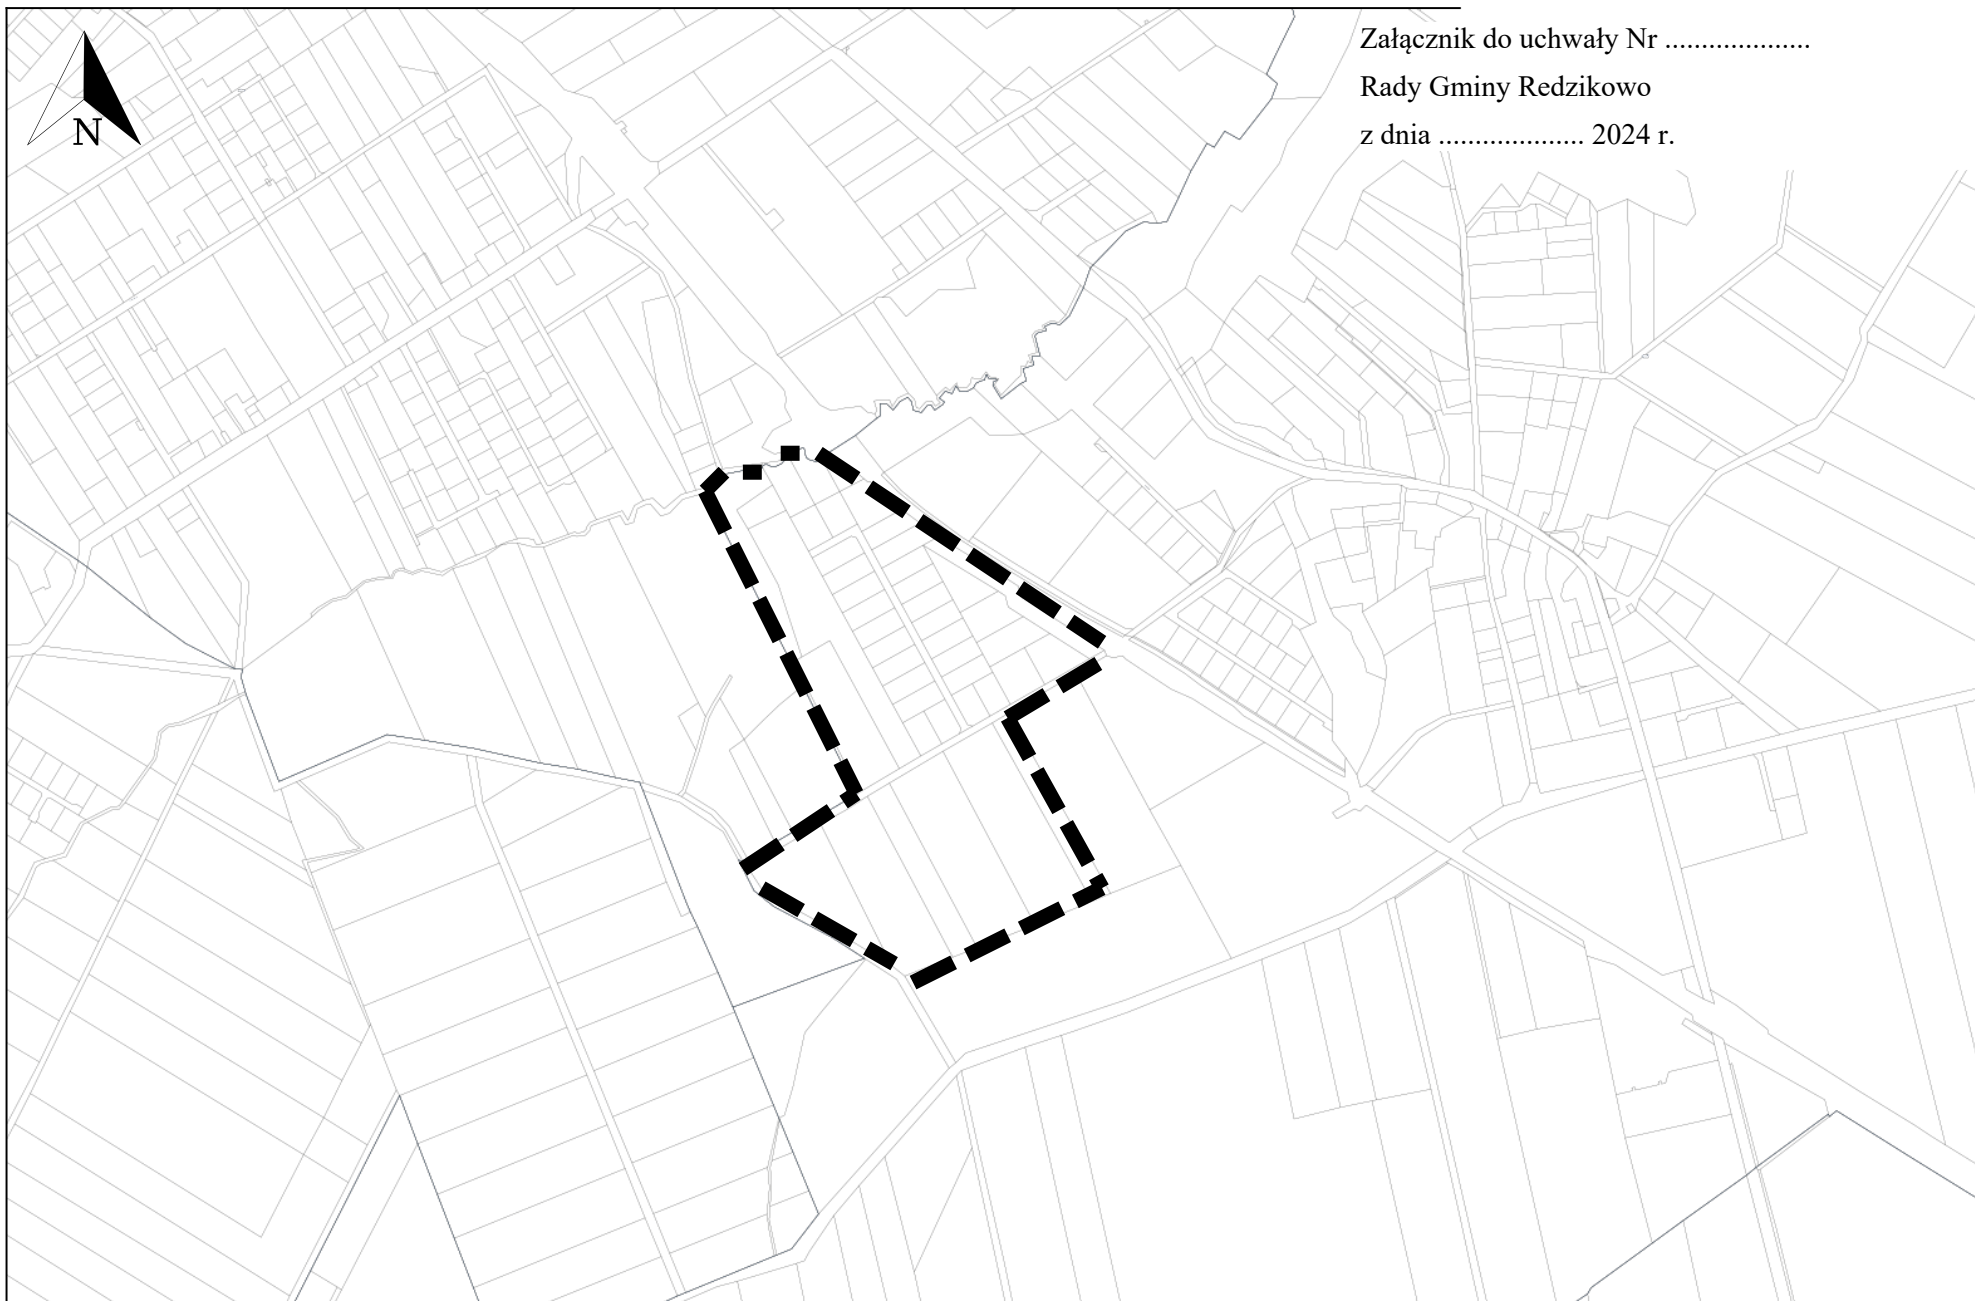 Załącznik do uchwały Nr ....................
Rady Gminy Redzikowo
z dnia .................... 2024 r.
N